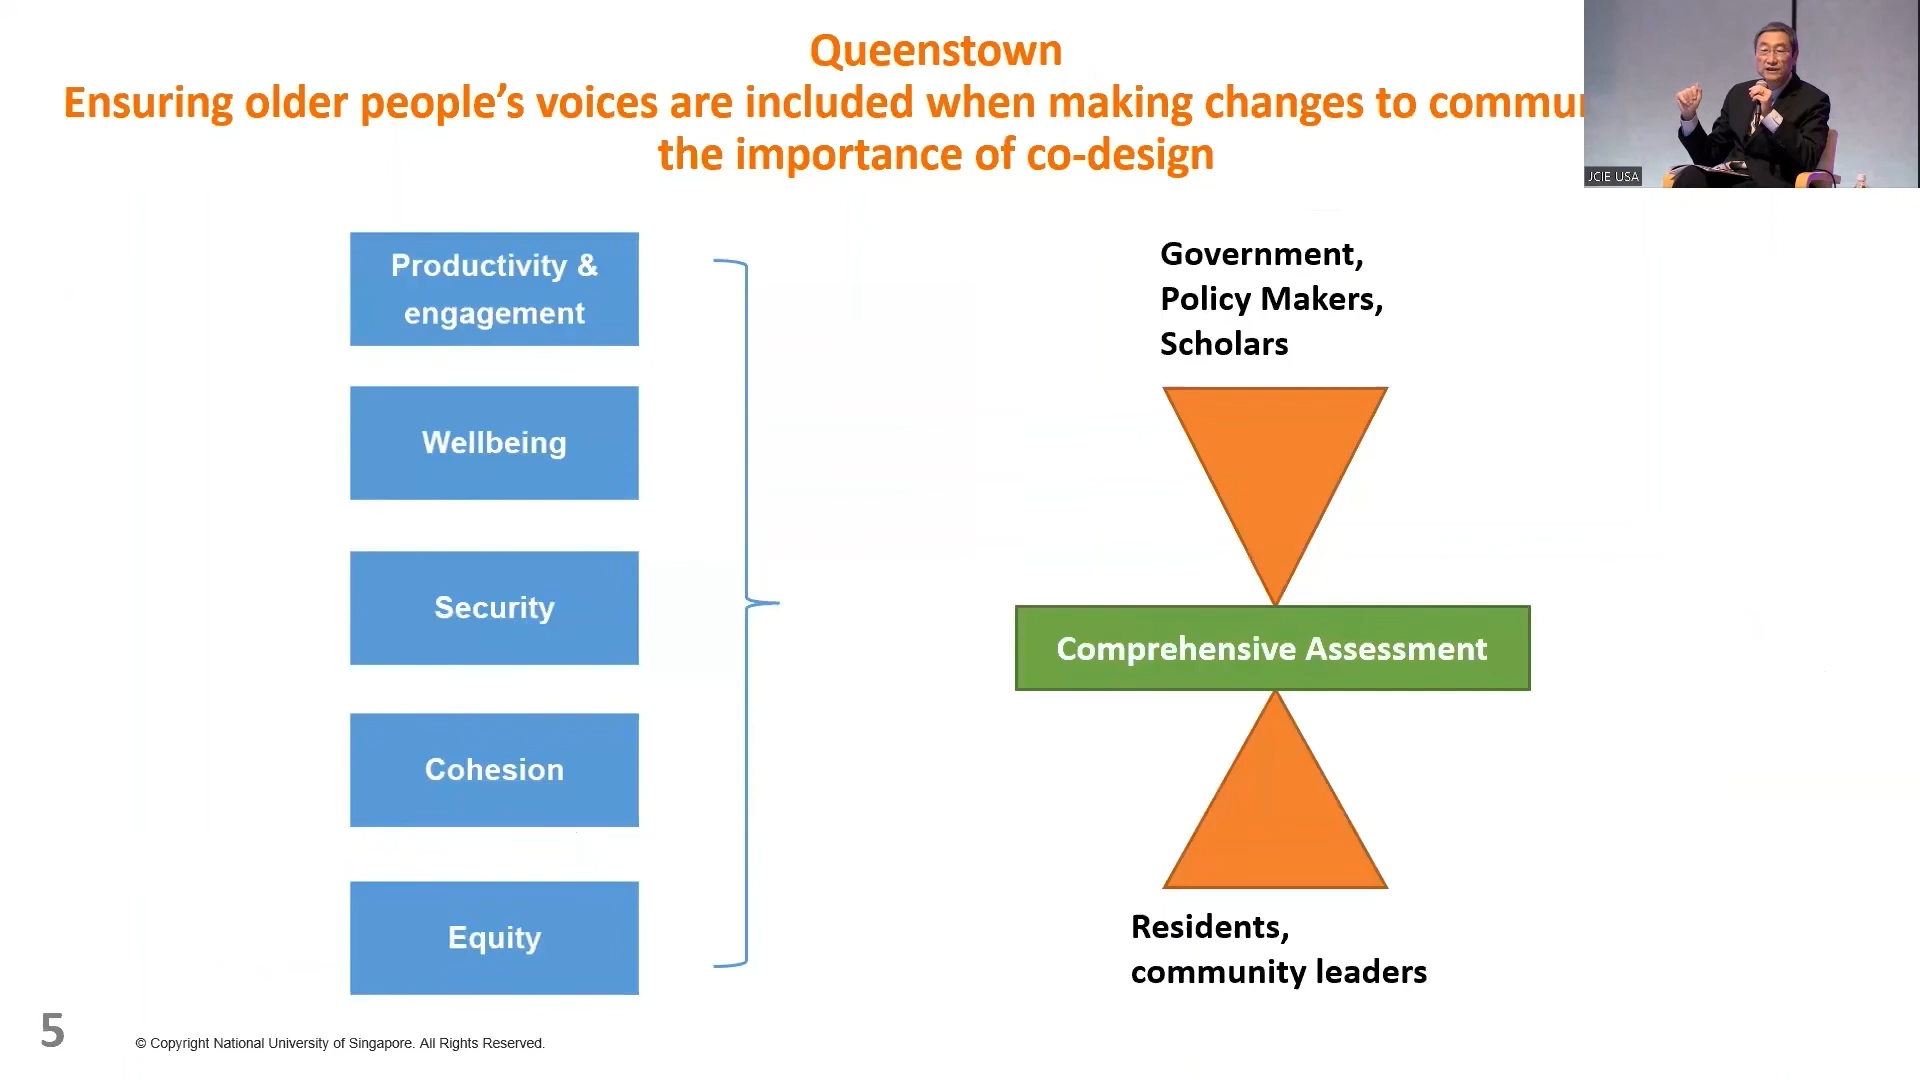 Queenstown
Ensuring older people’s voices are included when making changes to
the importance of co-design
JCIE USA
Productivity &
engagement
Wellbeing
Security
Cohesion
Equity
Government,
Policy Makers,
Scholars
Comprehensive Assessment
Residents,
community leaders
5
© Copyright National University of Singapore. All Rights Reserved.